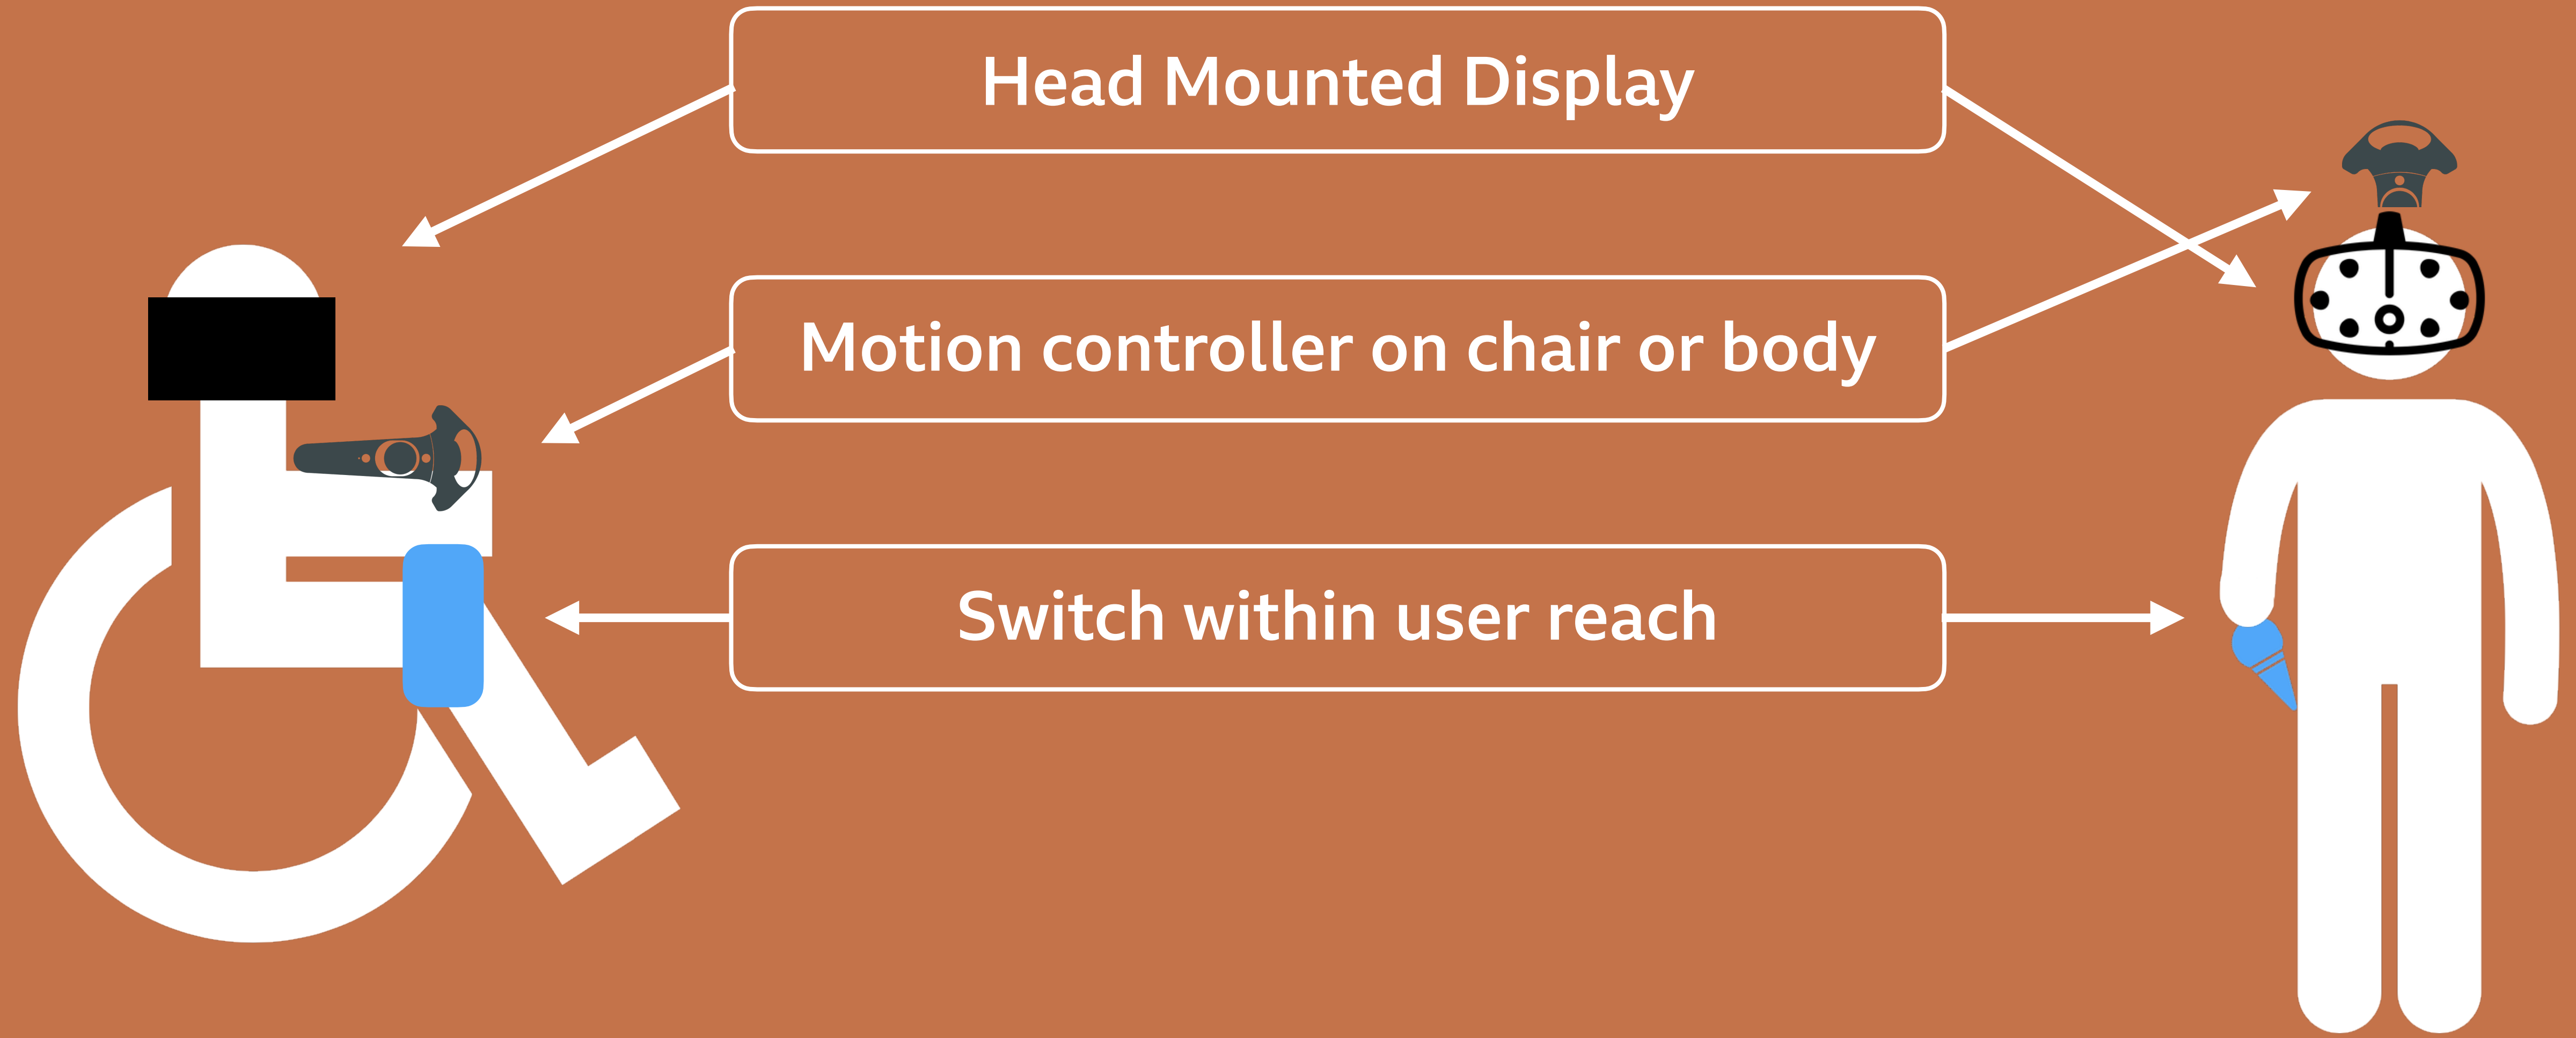 Head Mounted Display
Motion controller on chair or body
Switch within user reach